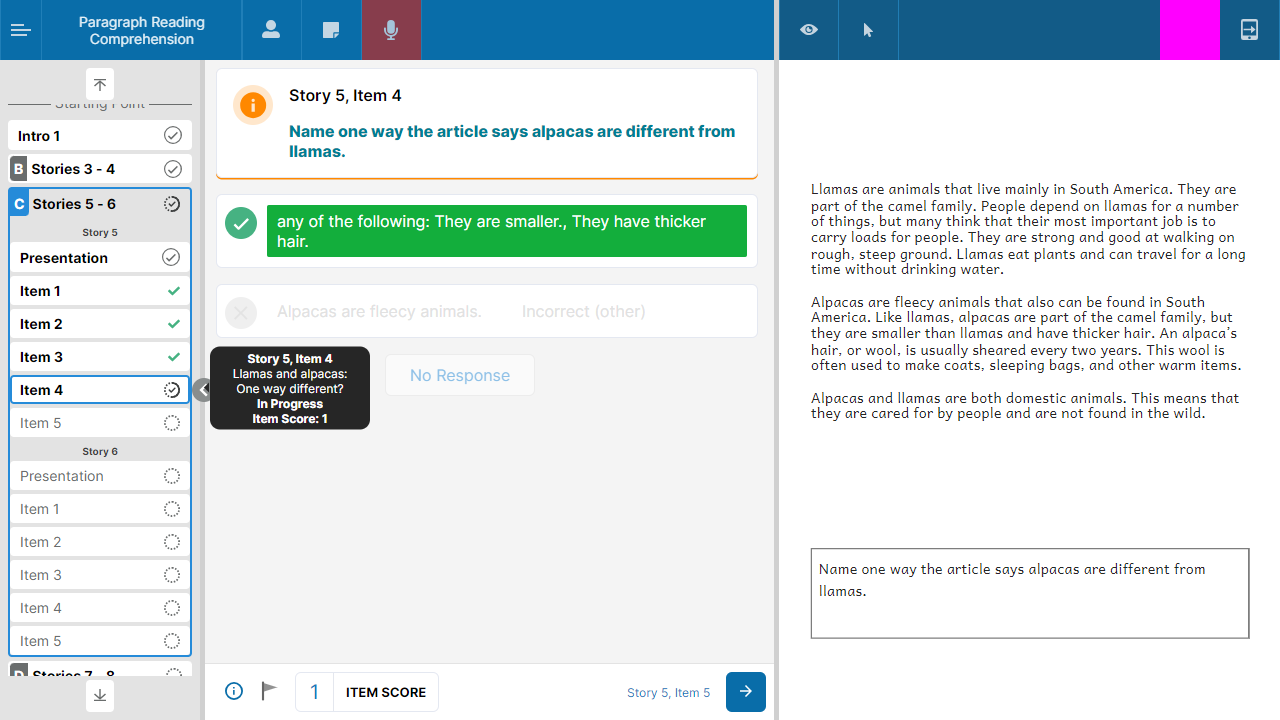 Paragraph Reading
Comprehension
Starting Point
Intro 1
B Stories 3 - 4
C Stories 5 - 6
Story 5
Presentation
Item 1
Item 2
Item 3
Item 4
Item 5
Story 6
Presentation
Item 1
Item 2
Item 3
Item 4
Item 5
D Stories 7 - 8
Story 5, Item 4
Name one way the article says alpacas are different from
llamas.
any of the following: They are smaller., They have thicker
hair.
Alpacas are fleecy animals. Incorrect (other)
Story 5, Item 4
Llamas and alpacas:
One way different?
In Progress
Item Score: 1
No Response
1 ITEM SCORE
Story 5, Item 5
Llamas are animals that live mainly in South America. They are
part of the camel family. People depend on llamas for a number
of things, but many think that their most important job is to
carry loads for people. They are strong and good at walking on
rough, steep ground. Llamas eat plants and can travel for a long
time without drinking water.
Alpacas are fleecy animals that also can be found in South
America. Like llamas, alpacas are part of the camel family, but
they are smaller than llamas and have thicker hair. An alpaca's
hair, or wool, is usually sheared every two years. This wool is
often used to make coats, sleeping bags, and other warm items.
Alpacas and llamas are both domestic animals. This means that
they are cared for by people and are not found in the wild.
Name one way the article says alpacas are different from
llamas.